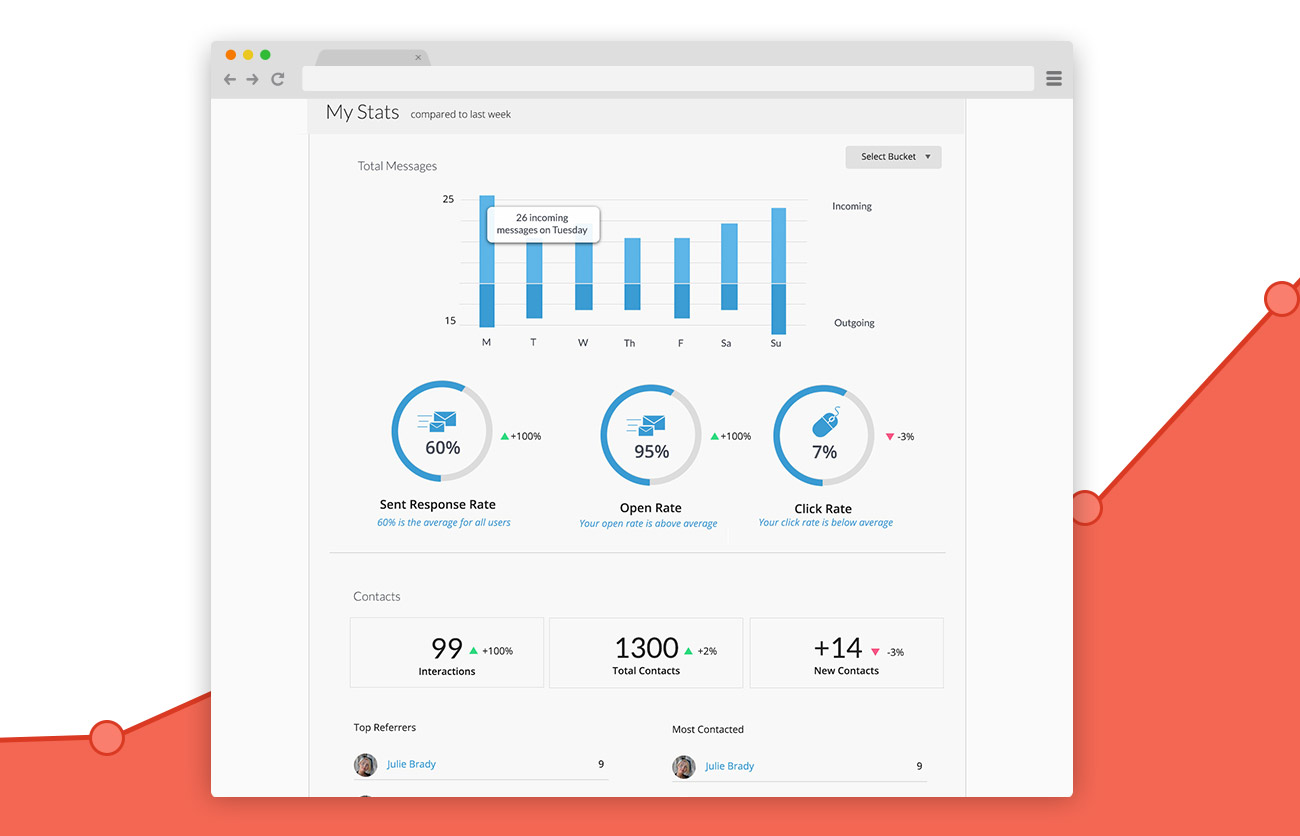 My Stats compared to last week
Total Messages
Select Bucket
25
Incoming
26 incoming
messages on Tuesday
15
Outgoing
M T W Th F Sa Su
60%
+100%
95%
+100%
7%
-3%
Sent Response Rate
60% is the average for all users
Open Rate
Your open rate is above average
Click Rate
Your click rate is below average
Contacts
99 +100%
Interactions
1300 +2%
Total Contacts
+14 -3%
New Contacts
Top Referrers
Julie Brady 9
Most Contacted
Julie Brady 9